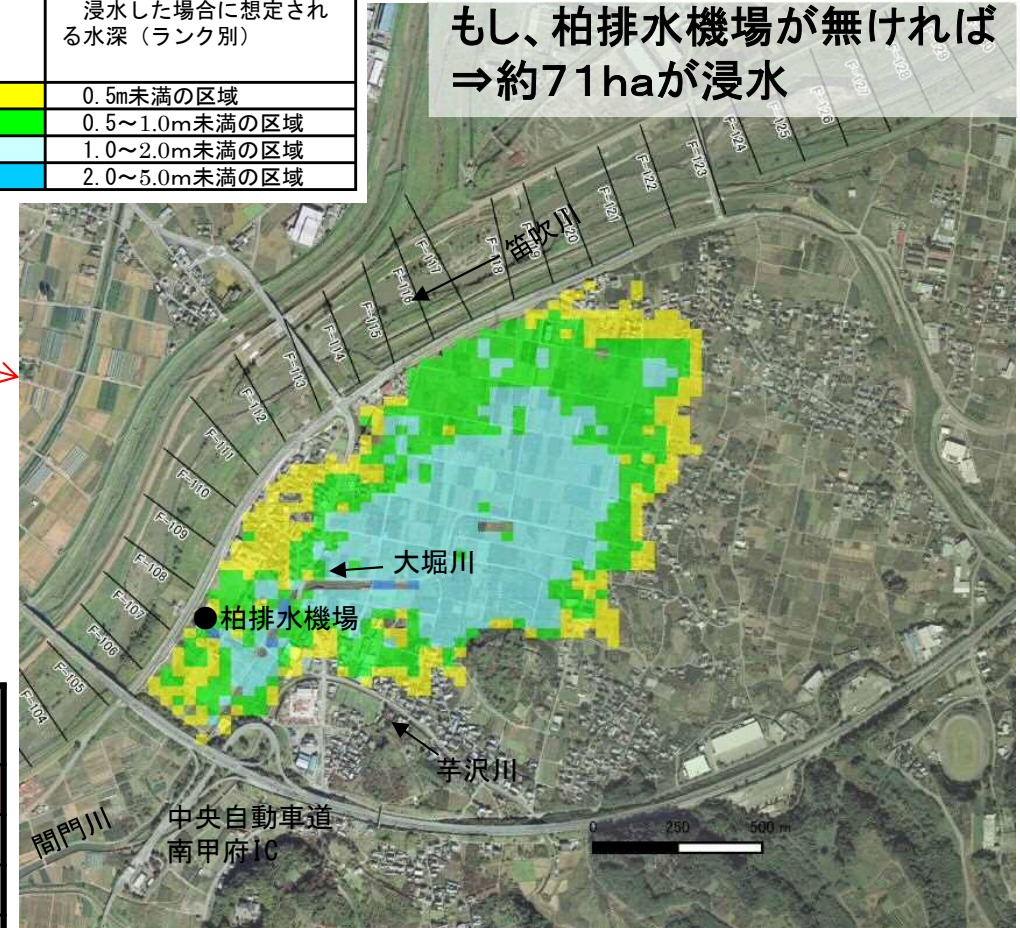 浸水した場合に想定され
る水深（ランク別）
0.5m未満の区域
0.5～1.0m未満の区域
1.0～2.0m未満の区域
2.0～5.0m未満の区域
もし、柏排水機場が無ければ
⇒約71haが浸水
F-128
F-126
F-125
F-124
F-123
F-122
F-121
笛吹川
F-118
F-117
F-116
F-115
F-114
F-113
F-112
F-111
F-110
F-109
F-108
F-107
F-106
F-105
F-104
大堀川
柏排水機場
芋沢川
間門川
中央自動車道
南甲府IC
0 250 500 m